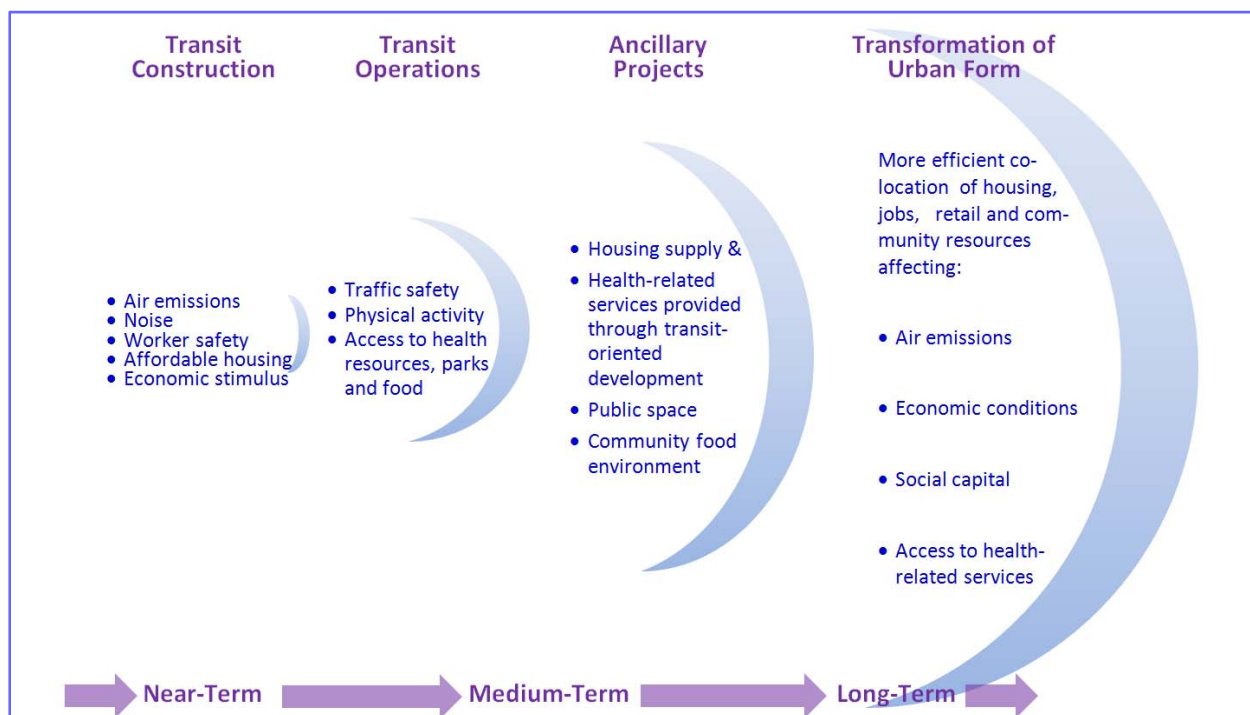 Transit
Construction
Transit
Operations
Ancillary
Projects
Transformation of
Urban Form
• Air emissions
• Noise
• Worker safety
• Affordable housing
• Economic stimulus
• Traffic safety
• Physical activity
• Access to health
resources, parks
and food
• Housing supply &
• Health-related
services provided
through transit-
oriented
development
• Public space
• Community food
environment
More efficient co-
location of housing,
jobs, retail and com-
munity resources
affecting:
• Air emissions
• Economic conditions
• Social capital
• Access to health-
related services
Near-Term
Medium-Term
Long-Term